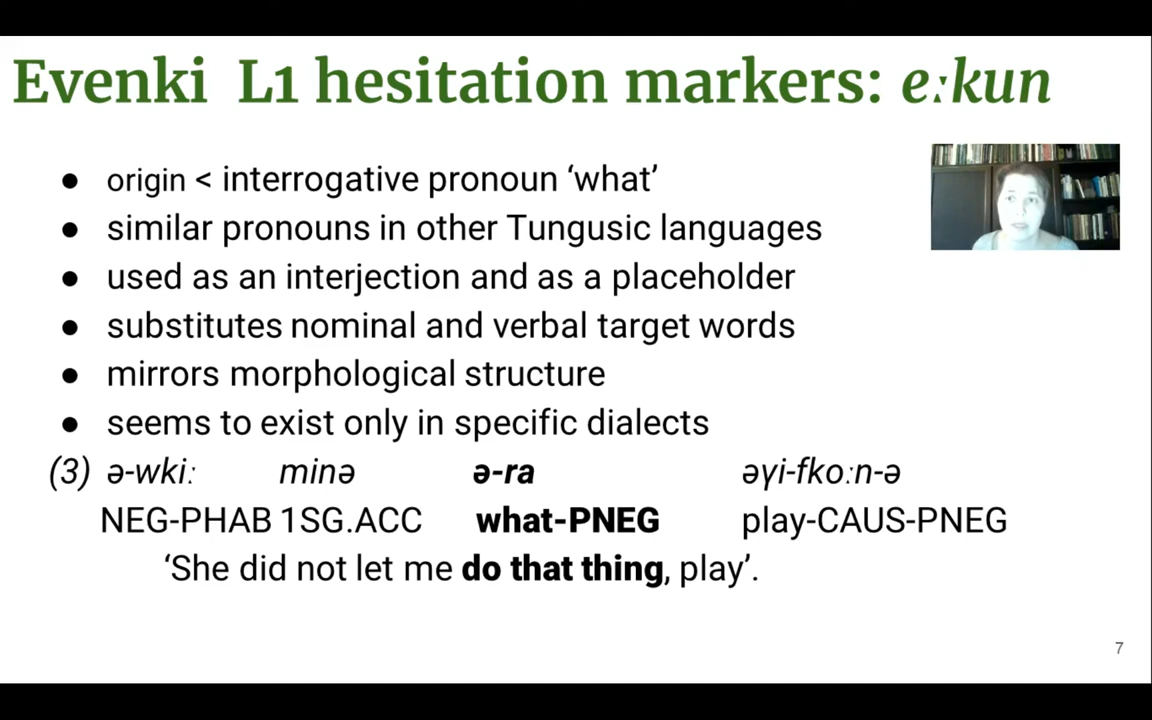 Evenki L1 hesitation markers: eːkun
● origin < interrogative pronoun ‘what’
● similar pronouns in other Tungusic languages
● used as an interjection and as a placeholder
● substitutes nominal and verbal target words
● mirrors morphological structure
● seems to exist only in specific dialects
(3) ə-wkiː minə ə-ra əɣi-fkoːn-ə
NEG-PHAB 1SG.ACC what-PNEG play-CAUS-PNEG
‘She did not let me do that thing, play’.
7